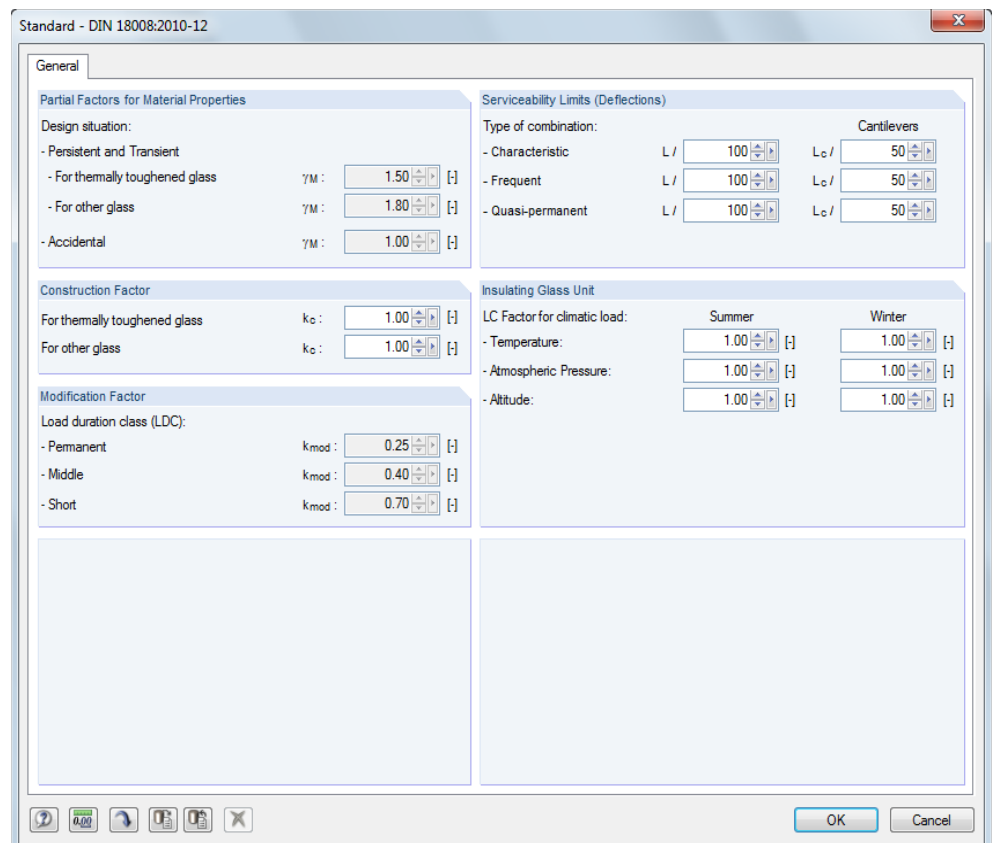 Standard - DIN 18008:2010-12
x
General
Partial Factors for Material Properties
Design situation:
- Persistent and Transient
- For thermally toughened glass γM : 1.50 [-]
- For other glass γM : 1.80 [-]
- Accidental γM : 1.00 [-]
Construction Factor
For thermally toughened glass kc : 1.00 [-]
For other glass kc : 1.00 [-]
Modification Factor
Load duration class (LDC):
- Permanent kmod : 0.25 [-]
- Middle kmod : 0.40 [-]
- Short kmod : 0.70 [-]
Serviceability Limits (Deflections)
Type of combination: Cantilevers
- Characteristic L / 100 Lc / 50
- Frequent L / 100 Lc / 50
- Quasi-permanent L / 100 Lc / 50
Insulating Glass Unit
LC Factor for climatic load: Summer Winter
- Temperature: 1.00 [-] 1.00 [-]
- Atmospheric Pressure: 1.00 [-] 1.00 [-]
- Altitude: 1.00 [-] 1.00 [-]
0.00
OK Cancel